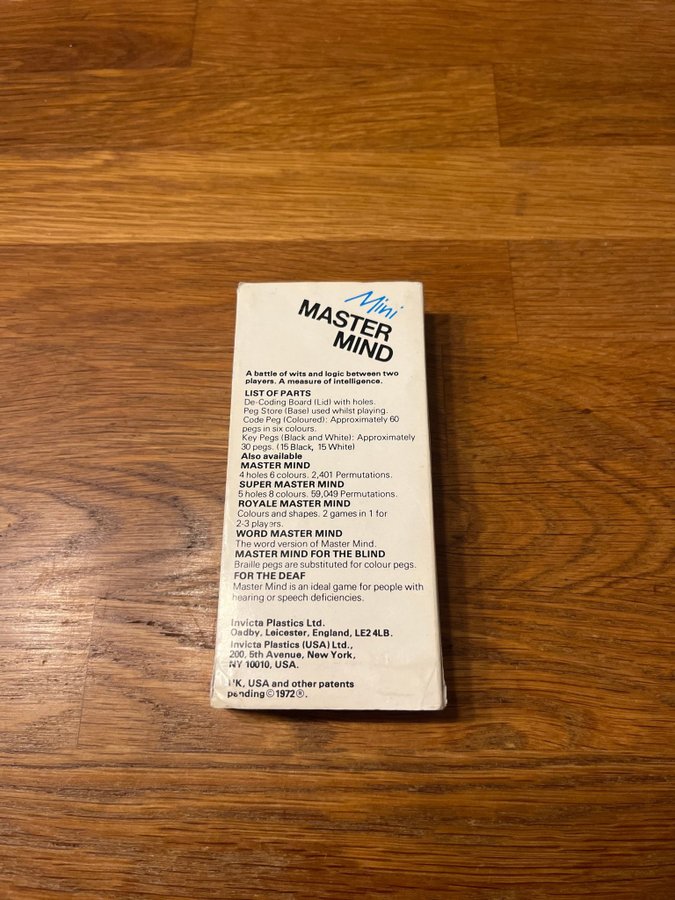 Mini
MASTER
MIND
A battle of wits and logic between two
players. A measure of intelligence.
LIST OF PARTS
De-Coding Board (Lid) with holes.
Peg Store (Base) used whilst playing.
Code Peg (Coloured): Approximately 60
pegs in six colours.
Key Pegs (Black and White): Approximately
30 pegs. (15 Black, 15 White)
Also available
MASTER MIND
4 holes 6 colours. 2,401 Permutations.
SUPER MASTER MIND
5 holes 8 colours. 59,049 Permutations.
ROYALE MASTER MIND
Colours and shapes. 2 games in 1 for
2-3 players.
WORD MASTER MIND
The word version of Master Mind.
MASTER MIND FOR THE BLIND
Braille pegs are substituted for colour pegs.
FOR THE DEAF
Master Mind is an ideal game for people with
hearing or speech deficiencies.
Invicta Plastics Ltd.
Oadby, Leicester, England, LE2 4LB.
Invicta Plastics (USA) Ltd.,
200, 5th Avenue, New York,
NY 10010, USA.
UK, USA and other patents
pending © 1972 ®.